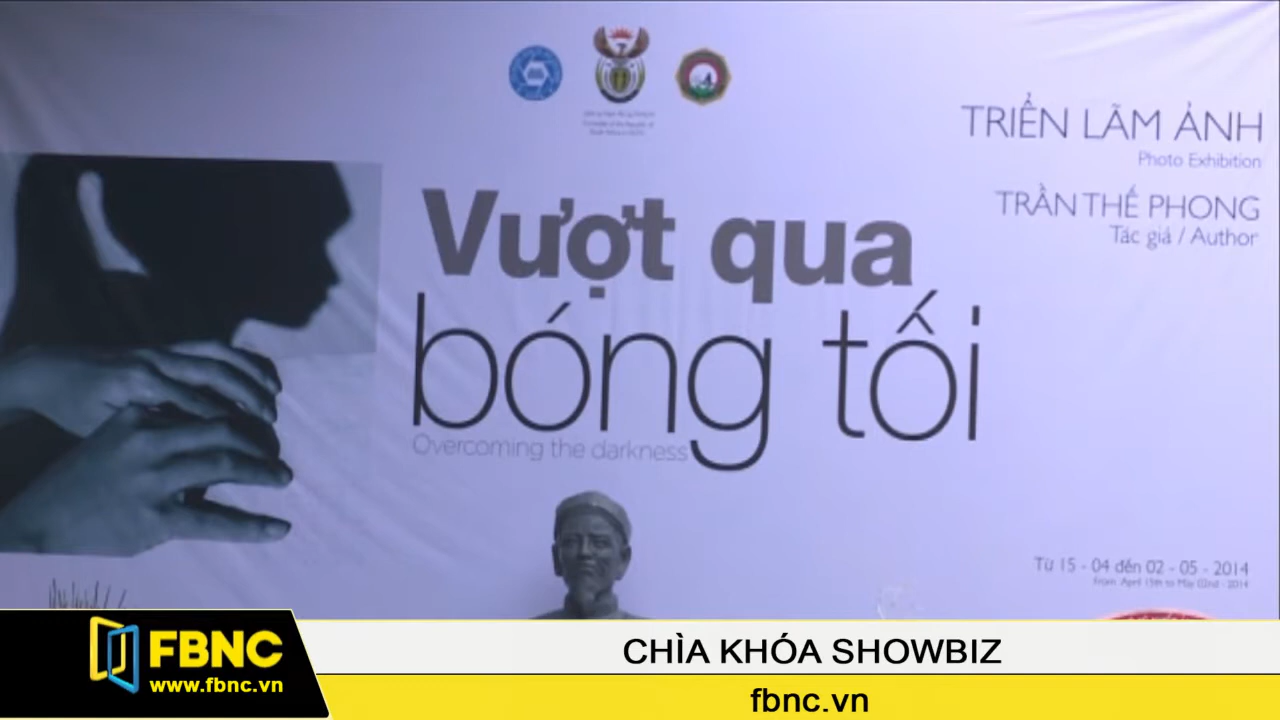 TRIỂN LÃM ẢNH
Photo Exhibition
TRẦN THẾ PHONG
Tác giả / Author
Vượt qua
bóng tối
Overcoming the darkness
Từ 15 - 04 đến 02 - 05 - 2014
From April 15th to May 02nd - 2014
FBNC
www.fbnc.vn
CHÌA KHÓA SHOWBIZ
fbnc.vn